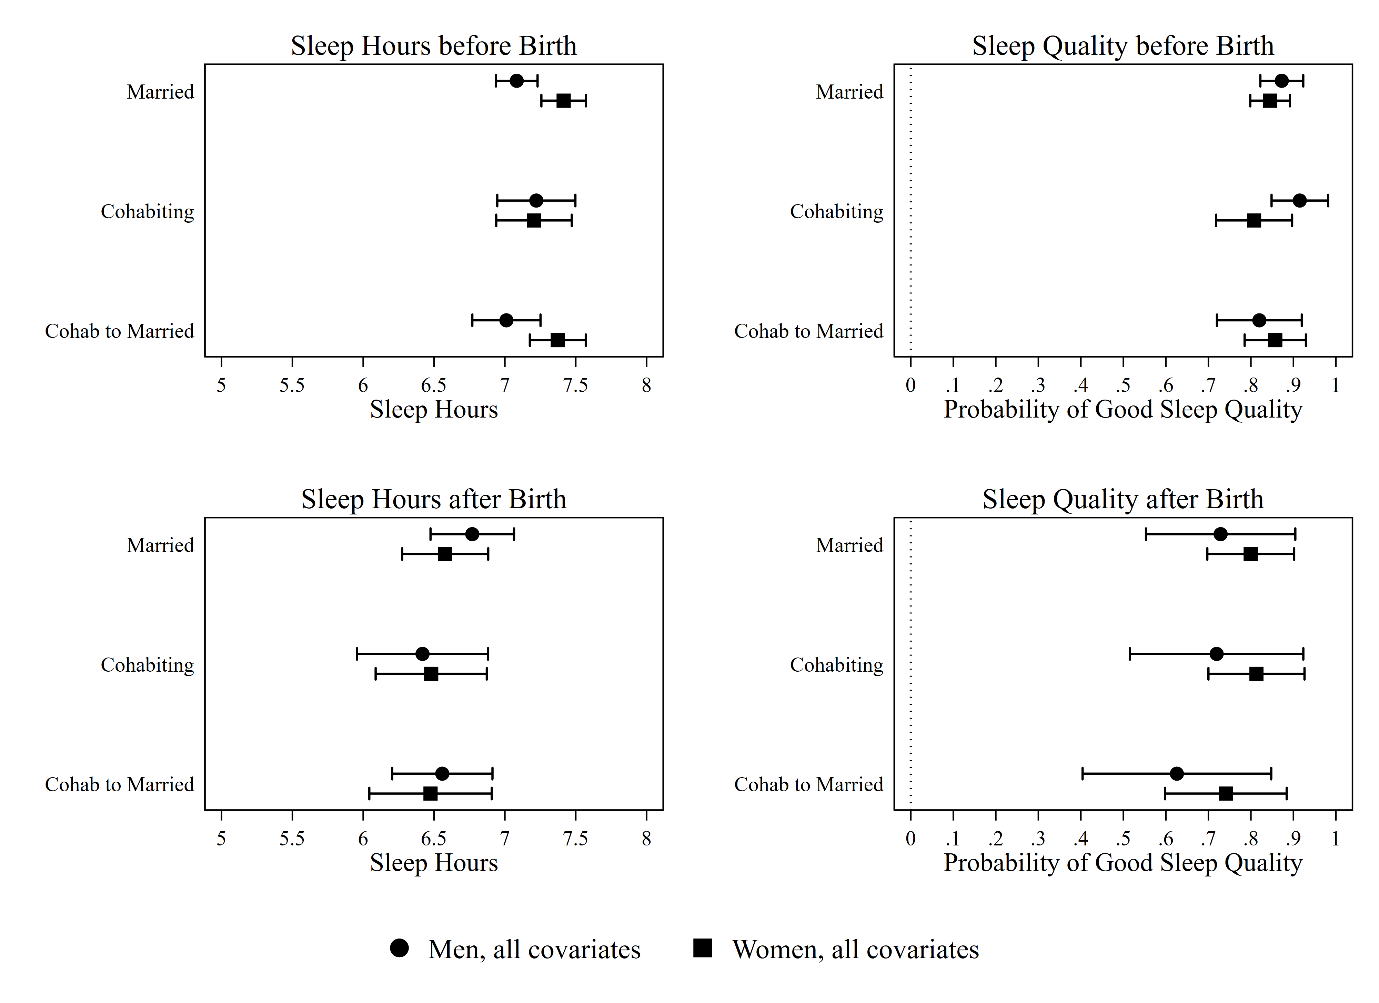 Sleep Hours before Birth
Married
Cohabiting
Cohab to Married
5 5.5 6 6.5 7 7.5 8
Sleep Hours
Sleep Quality before Birth
Married
Cohabiting
Cohab to Married
0 .1 .2 .3 .4 .5 .6 .7 .8 .9 1
Probability of Good Sleep Quality
Sleep Hours after Birth
Married
Cohabiting
Cohab to Married
5 5.5 6 6.5 7 7.5 8
Sleep Hours
Sleep Quality after Birth
Married
Cohabiting
Cohab to Married
0 .1 .2 .3 .4 .5 .6 .7 .8 .9 1
Probability of Good Sleep Quality
Men, all covariates Women, all covariates